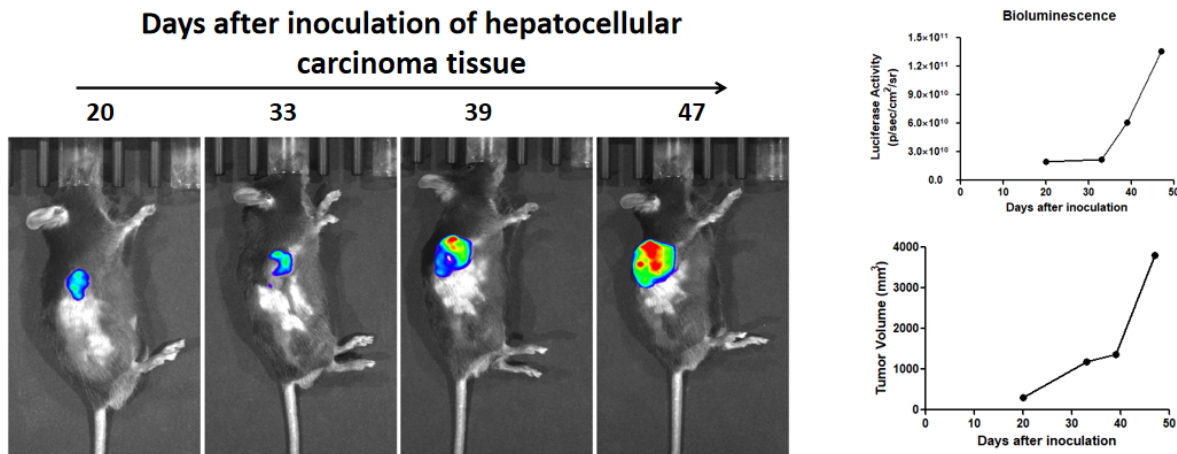 Days after inoculation of hepatocellular
carcinoma tissue
20 33 39 47
Bioluminescence
Luciferase Activity
(p/sec/cm²/sr)
1.5×10¹¹
1.2×10¹¹
9.0×10¹⁰
6.0×10¹⁰
3.0×10¹⁰
0.0
0 10 20 30 40 50
Days after inoculation
Tumor Volume (mm³)
4000
3000
2000
1000
0
0 10 20 30 40 50
Days after inoculation